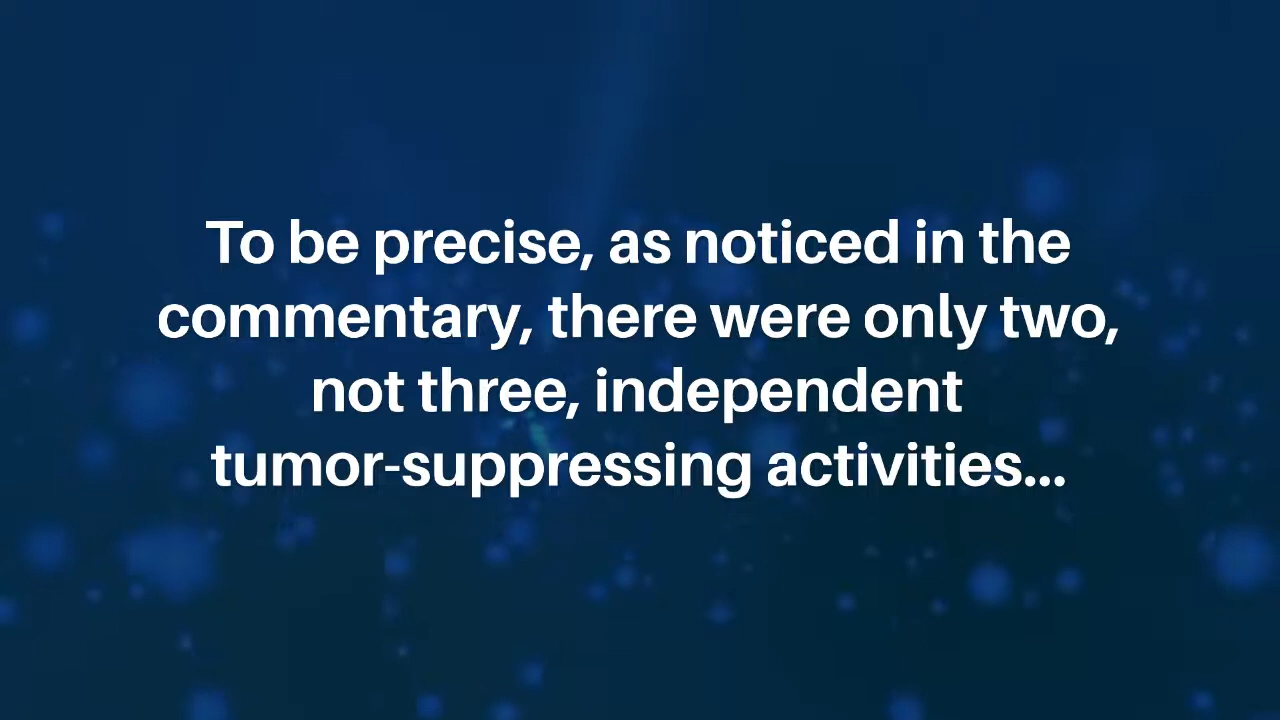 To be precise, as noticed in the
commentary, there were only two,
not three, independent
tumor-suppressing activities...